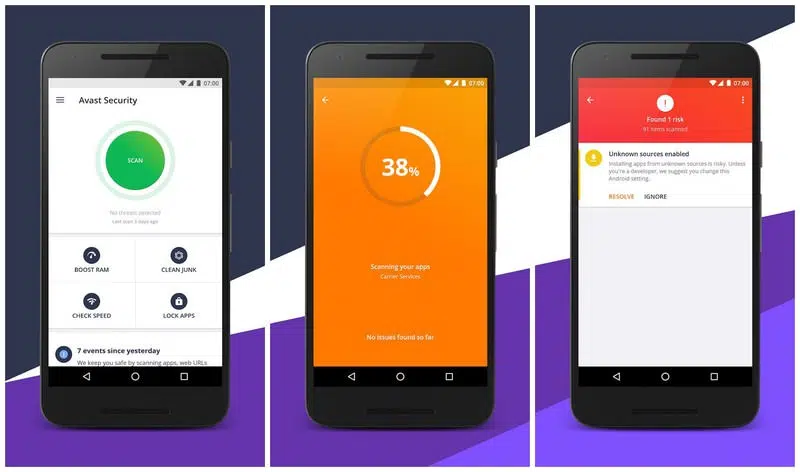 07:00
Avast Security
SCAN
No threats detected
Last scan 3 days ago
BOOST RAM
CLEAN JUNK
CHECK SPEED
LOCK APPS
7 events since yesterday
We keep you safe by scanning apps, web URLs
07:00
38%
Scanning your apps
Carrier Services
No issues found so far
07:00
!
Found 1 risk
91 items scanned
Unknown sources enabled
Installing apps from unknown sources is risky. Unless
you're a developer, we suggest you change this
Android setting.
RESOLVE IGNORE